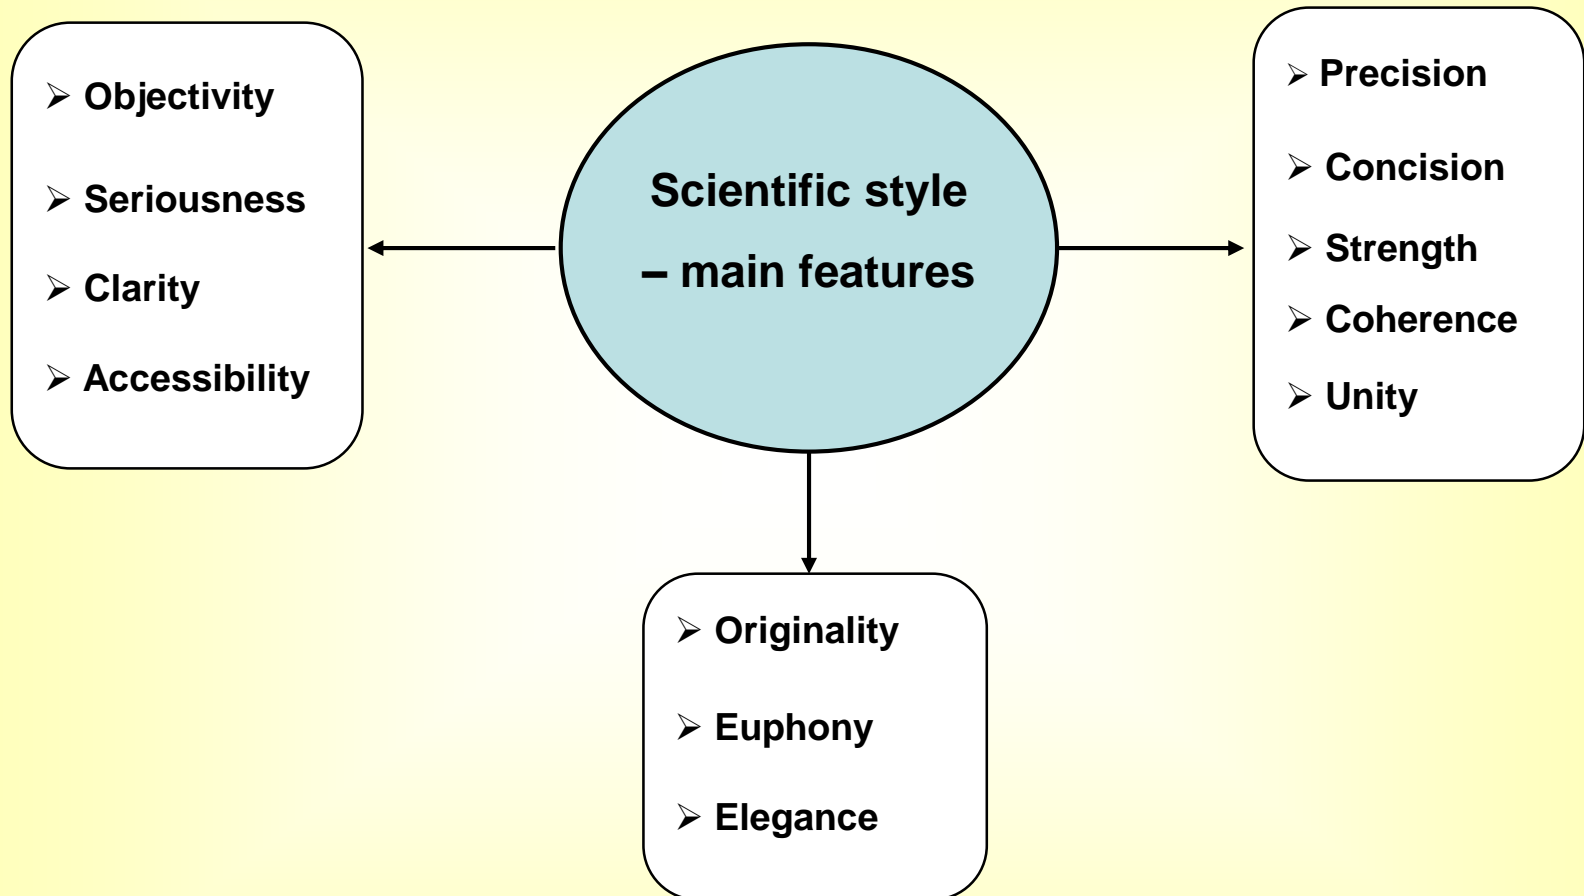 Objectivity
Seriousness
Clarity
Accessibility
Scientific style
– main features
Precision
Concision
Strength
Coherence
Unity
Originality
Euphony
Elegance